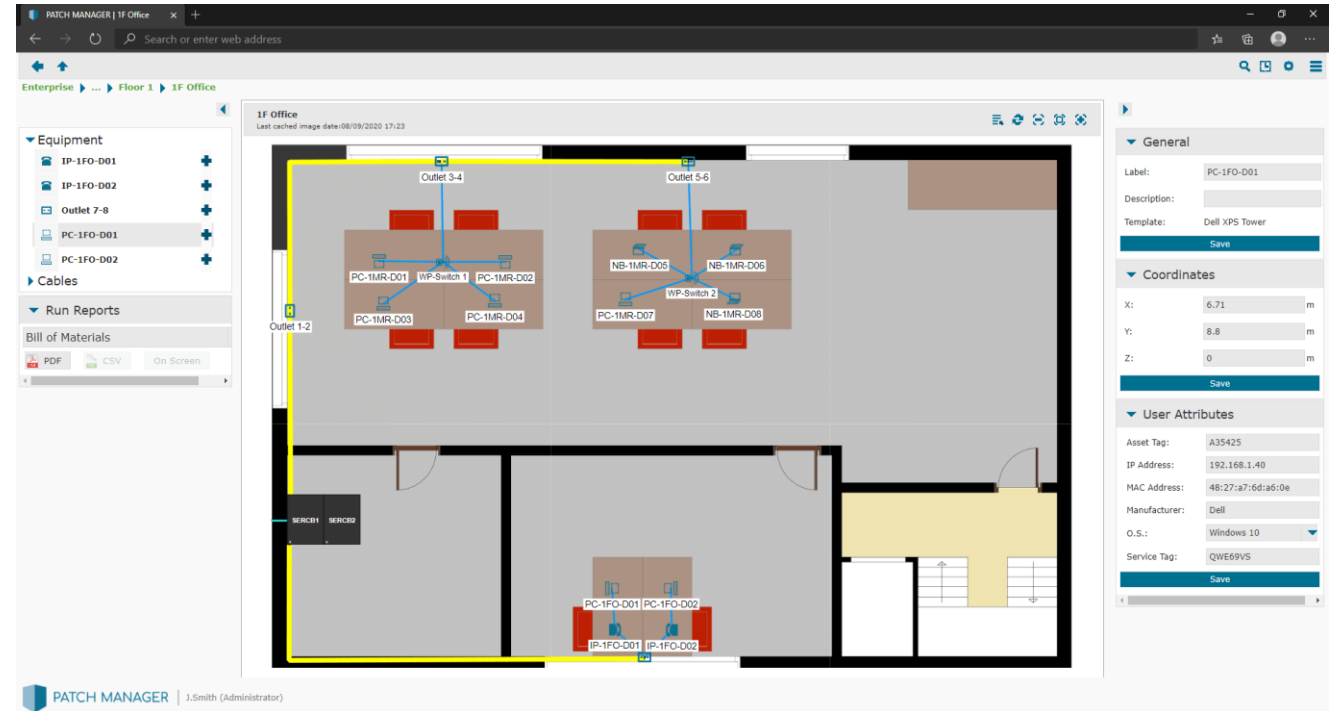 PATCH MANAGER | 1F Office
Search or enter web address
Enterprise ... Floor 1 1F Office
Equipment
IP-1FO-D01
IP-1FO-D02
Outlet 7-8
PC-1FO-D01
PC-1FO-D02
Cables
Run Reports
Bill of Materials
PDF CSV On Screen
1F Office
Last cached image date:08/09/2020 17:23
Outlet 3-4 Outlet 5-6
NB-1MR-D05 NB-1MR-D06
PC-1MR-D01 WP-Switch 1 PC-1MR-D02
WP-Switch 2
PC-1MR-D03 PC-1MR-D04 PC-1MR-D07 NB-1MR-D08
Outlet 1-2
SERCB1 SERCB2
PC-1FO-D01 PC-1FO-D02
IP-1FO-D01 IP-1FO-D02
General
Label: PC-1FO-D01
Description:
Template: Dell XPS Tower
Save
Coordinates
X: 6.71 m
Y: 8.8 m
Z: 0 m
Save
User Attributes
Asset Tag: A35425
IP Address: 192.168.1.40
MAC Address: 48:27:a7:6d:a6:0e
Manufacturer: Dell
O.S.: Windows 10
Service Tag: QWE69VS
Save
PATCH MANAGER | J.Smith (Administrator)